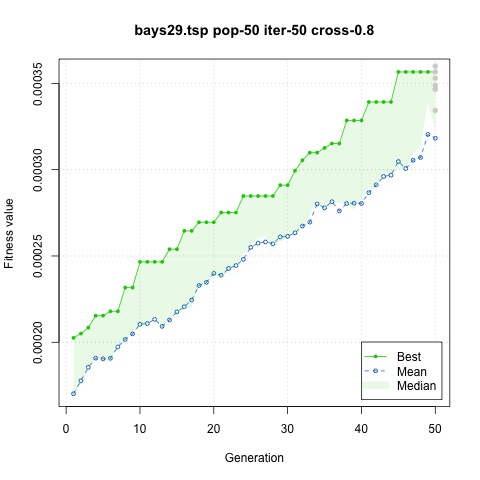 bays29.tsp pop-50 iter-50 cross-0.8
Fitness value
0.00035
0.00030
0.00025
0.00020
Best
Mean
Median
0 10 20 30 40 50
Generation